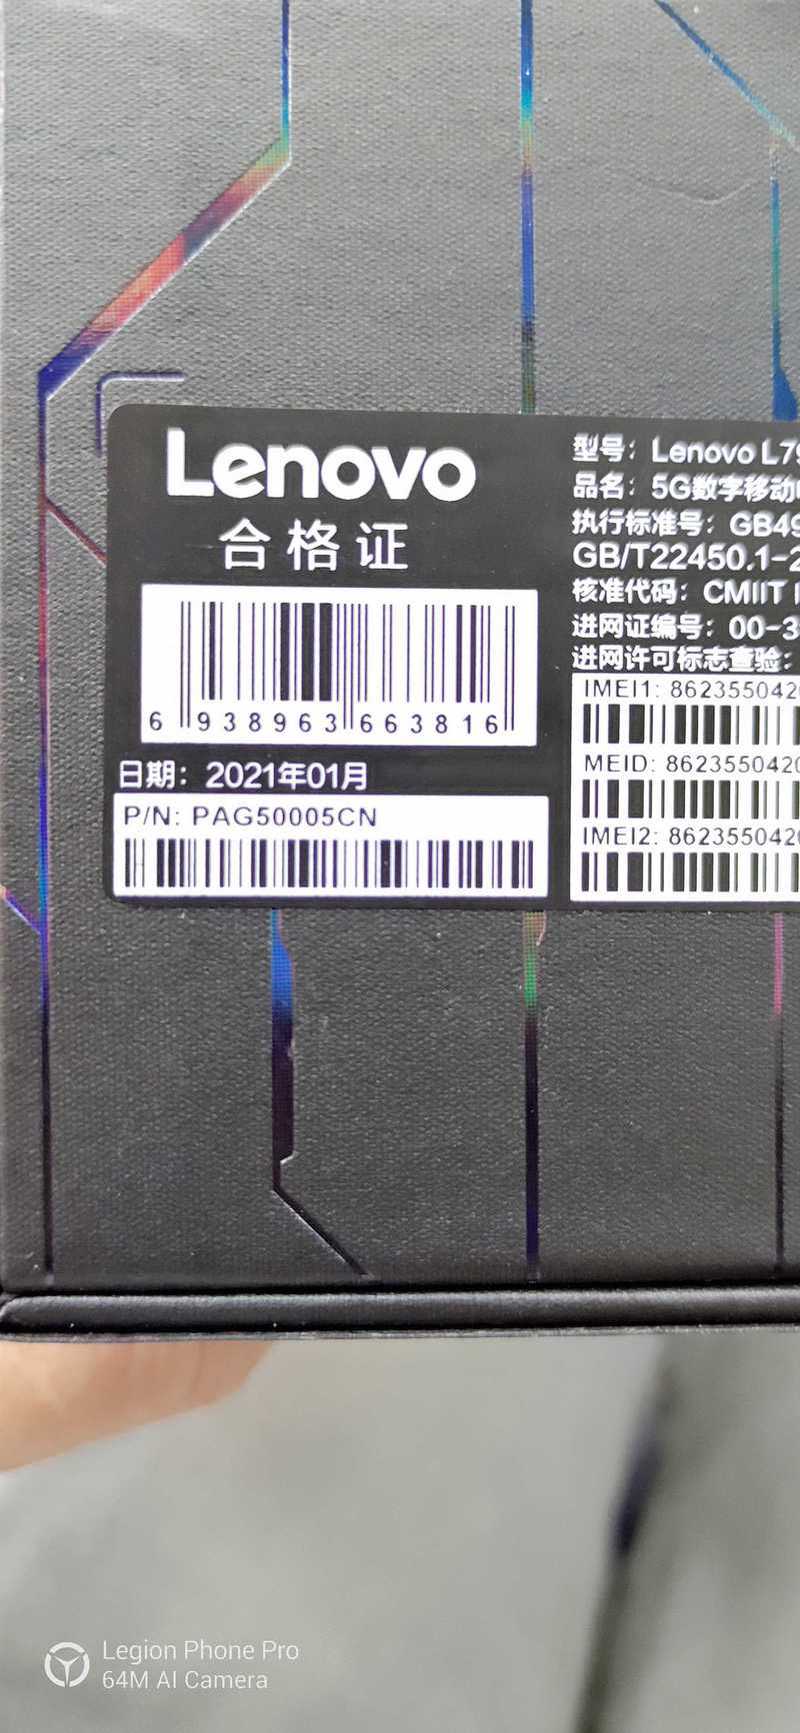 Lenovo
合格证
6 938963 663816
日期：2021年01月
P/N: PAG50005CN
型号：Lenovo L79
品名：5G数字移动
执行标准号：GB49
GB/T22450.1-2
核准代码：CMIIT I
进网证编号：00-3
进网许可标志查验：
IMEI1: 862355042
MEID: 862355042
IMEI2: 862355042
Legion Phone Pro
64M AI Camera